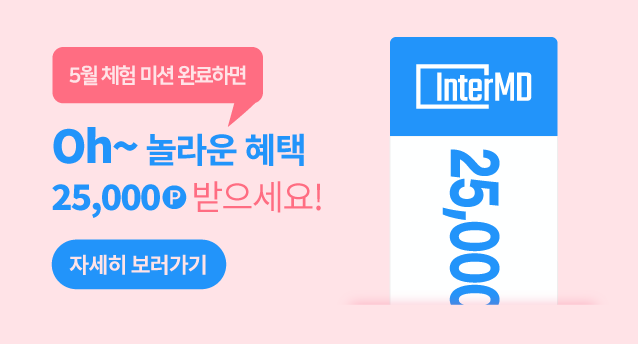 5월 체험 미션 완료하면
Oh~ 놀라운 혜택
25,000 P 받으세요!
자세히 보러가기
InterMD
25,000